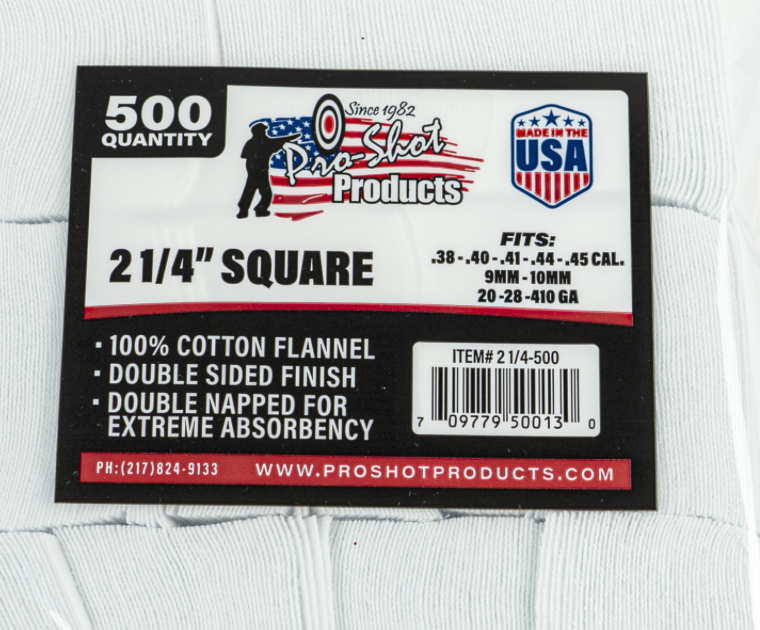 500
QUANTITY
Since 1982
Pro-Shot
Products
MADE IN THE
USA
2 1/4" SQUARE
FITS:
.38 - .40 - .41 - .44 - .45 CAL.
9MM - 10MM
20 - 28 - 410 GA
▪ 100% COTTON FLANNEL
▪ DOUBLE SIDED FINISH
▪ DOUBLE NAPPED FOR
EXTREME ABSORBENCY
ITEM# 2 1/4-500
7 09779 50013 0
PH:(217)824-9133 WWW.PROSHOTPRODUCTS.COM